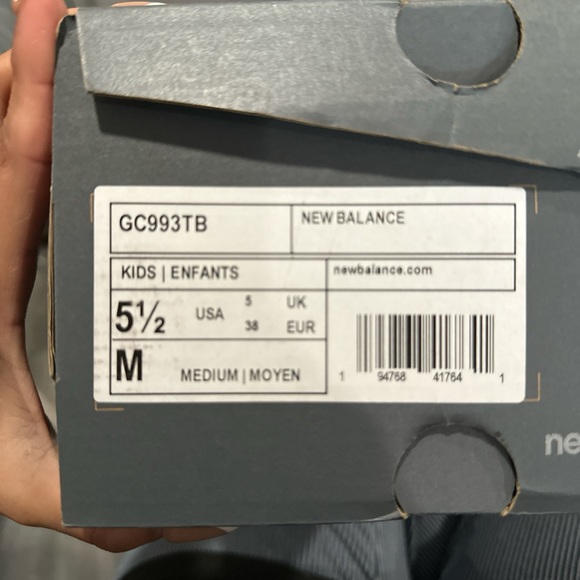 GC993TB
NEW BALANCE
KIDS | ENFANTS
newbalance.com
5½ USA 5 UK
38 EUR
M MEDIUM | MOYEN
1 94768 41764 1
ne